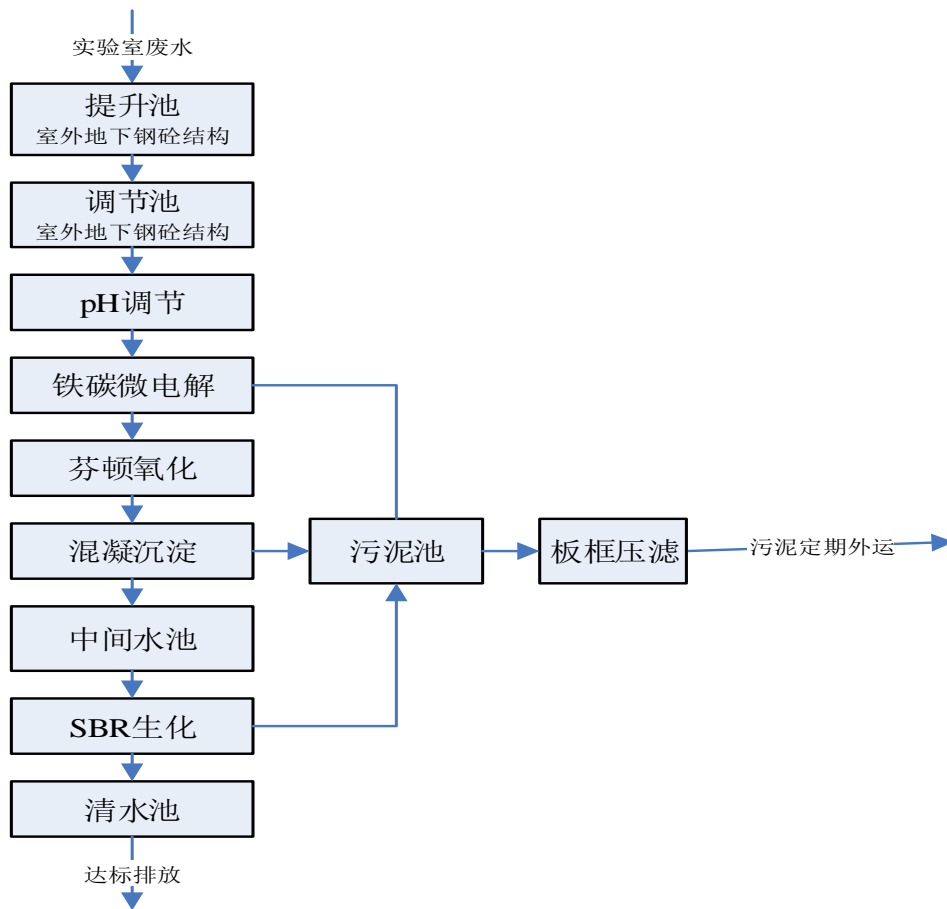 实验室废水
提升池
室外地下钢砼结构
调节池
室外地下钢砼结构
pH调节
铁碳微电解
芬顿氧化
混凝沉淀
污泥池
板框压滤
污泥定期外运
中间水池
SBR生化
清水池
达标排放